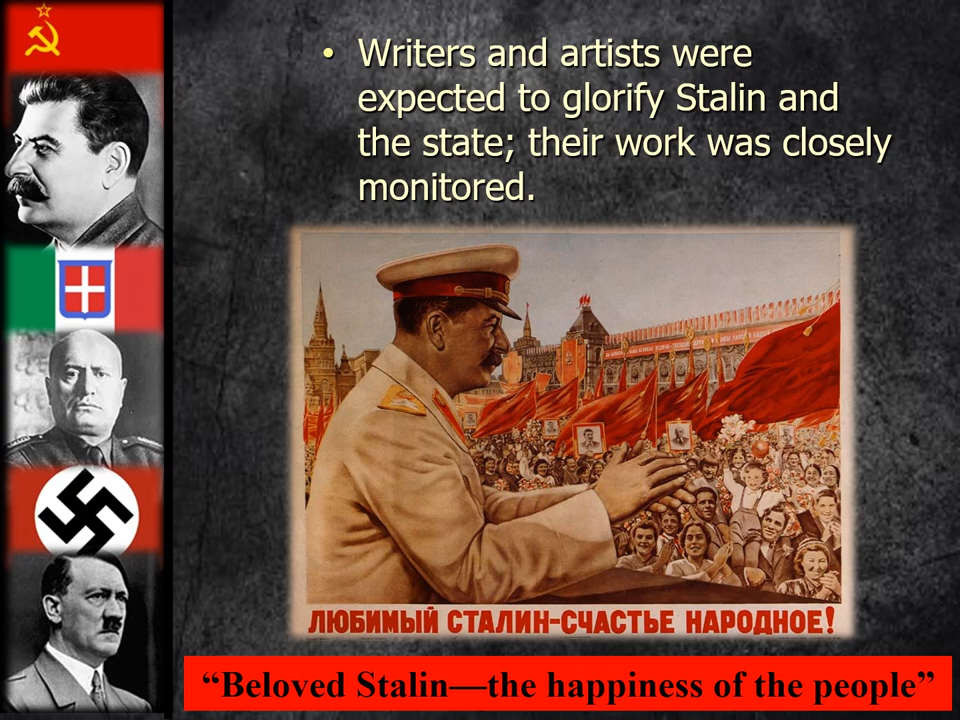 • Writers and artists were
expected to glorify Stalin and
the state; their work was closely
monitored.
ЛЮБИМЫЙ СТАЛИН-СЧАСТЬЕ НАРОДНОЕ!
“Beloved Stalin—the happiness of the people”